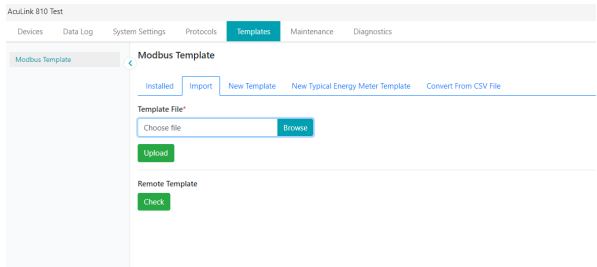 AcuLink 810 Test
Devices Data Log System Settings Protocols Templates Maintenance Diagnostics
Modbus Template
Modbus Template
Installed Import New Template New Typical Energy Meter Template Convert From CSV File
Template File*
Choose file Browse
Upload
Remote Template
Check